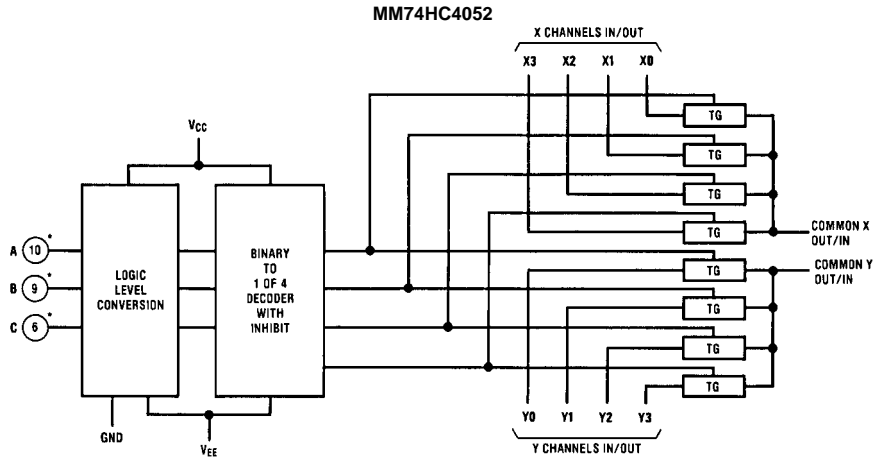 MM74HC4052
X CHANNELS IN/OUT
X3 X2 X1 X0
TG
VCC
TG
TG
TG
COMMON X
OUT/IN
A 10 *
B 9 *
C 6 *
LOGIC
LEVEL
CONVERSION
BINARY
TO
1 OF 4
DECODER
WITH
INHIBIT
TG
COMMON Y
OUT/IN
TG
TG
TG
GND
VEE
Y0 Y1 Y2 Y3
Y CHANNELS IN/OUT